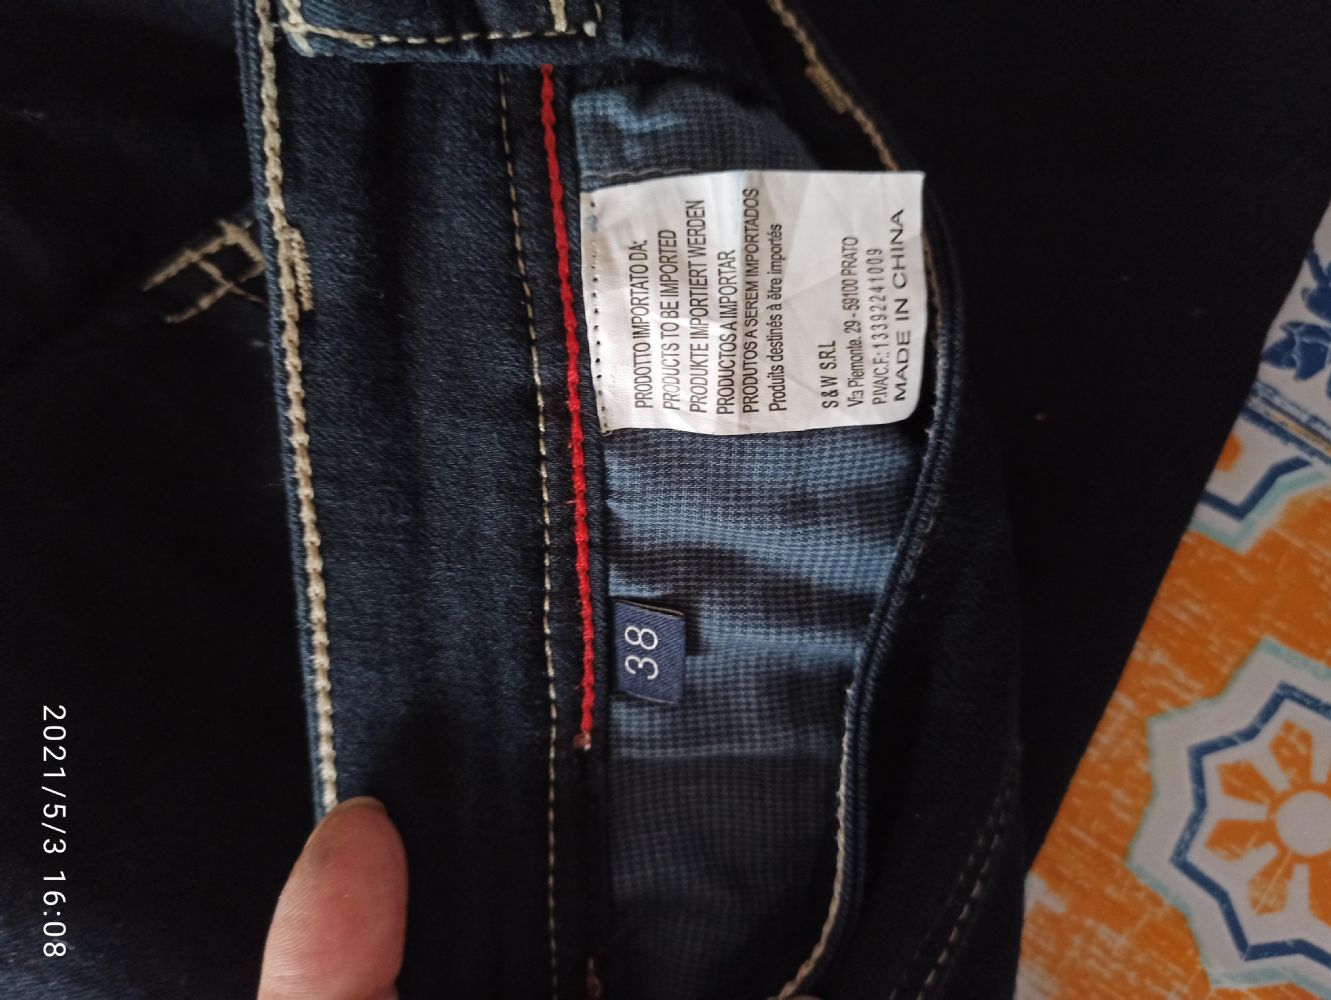 PRODOTTO IMPORTATO DA:
PRODUCTS TO BE IMPORTED
PRODUKTE IMPORTIERT WERDEN
PRODUCTOS A IMPORTAR
PRODUTOS A SEREM IMPORTADOS
Produits destinés à être importés
S & W S.R.L
Via Piemonte. 29 - 59100 PRATO
P.IVA/C.F.: 13392241009
MADE IN CHINA
38
2021/5/3 16:08